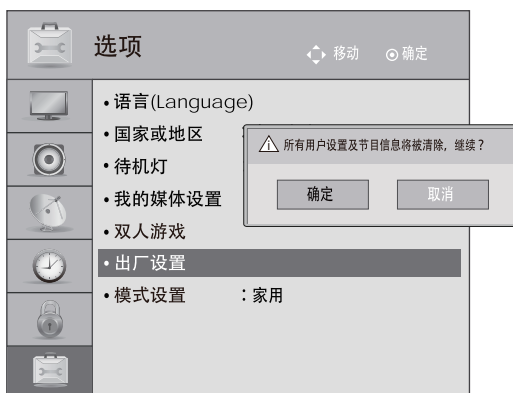 选项
移动 确定
•语言(Language)
•国家或地区
•待机灯
•我的媒体设置
•双人游戏
•出厂设置
•模式设置 :家用
所有用户设置及节目信息将被清除，继续？
确定 取消